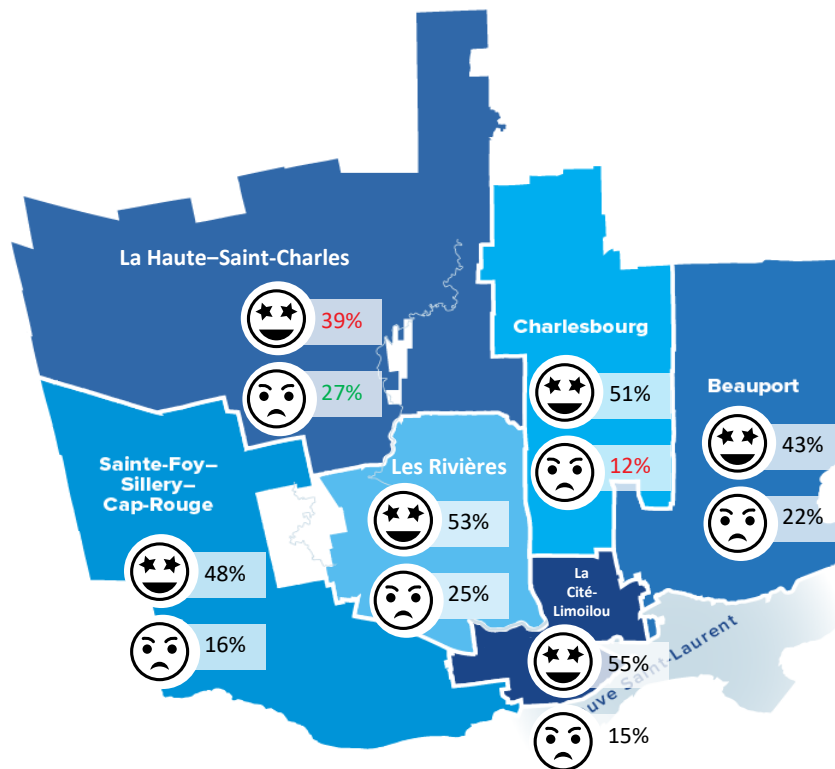 La Haute–Saint-Charles
39%
27%
Charlesbourg
51%
12%
Beauport
43%
22%
Sainte-Foy–
Sillery–
Cap-Rouge
48%
16%
Les Rivières
53%
25%
La
Cité-
Limoilou
55%
15%
uve Saint-Laurent